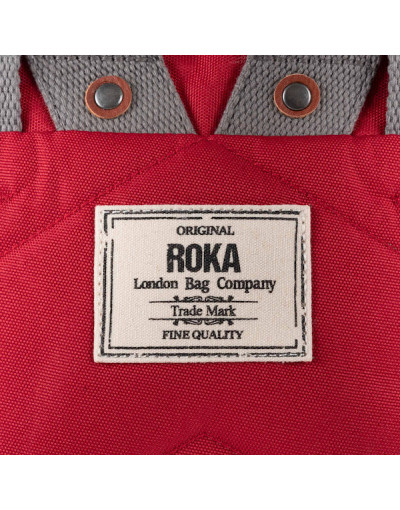 ORIGINAL
ROKA
London Bag Company
Trade Mark
FINE QUALITY